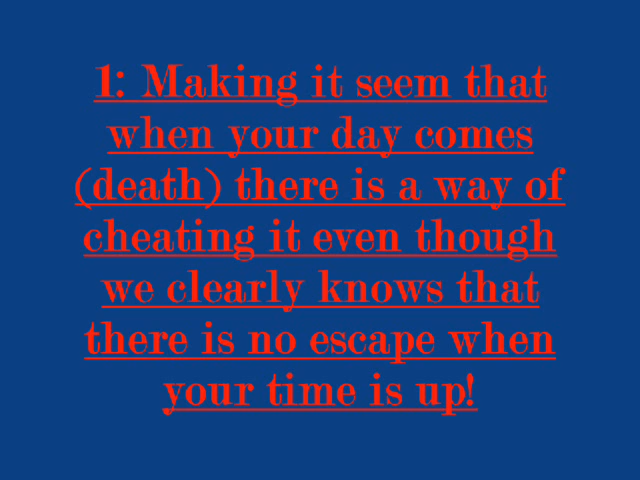 1: Making it seem that
when your day comes
(death) there is a way of
cheating it even though
we clearly knows that
there is no escape when
your time is up!